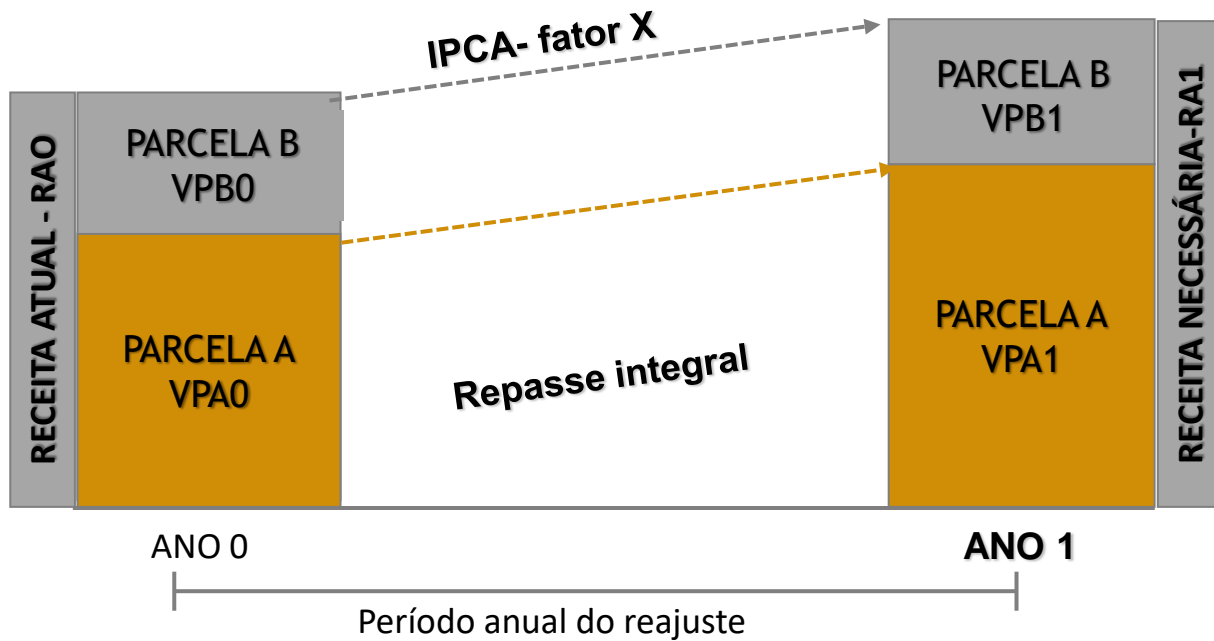 IPCA- fator X
RECEITA ATUAL - RAO
PARCELA B
VPB0
PARCELA A
VPA0
Repasse integral
PARCELA B
VPB1
PARCELA A
VPA1
RECEITA NECESSÁRIA-RA1
ANO 0
ANO 1
Período anual do reajuste